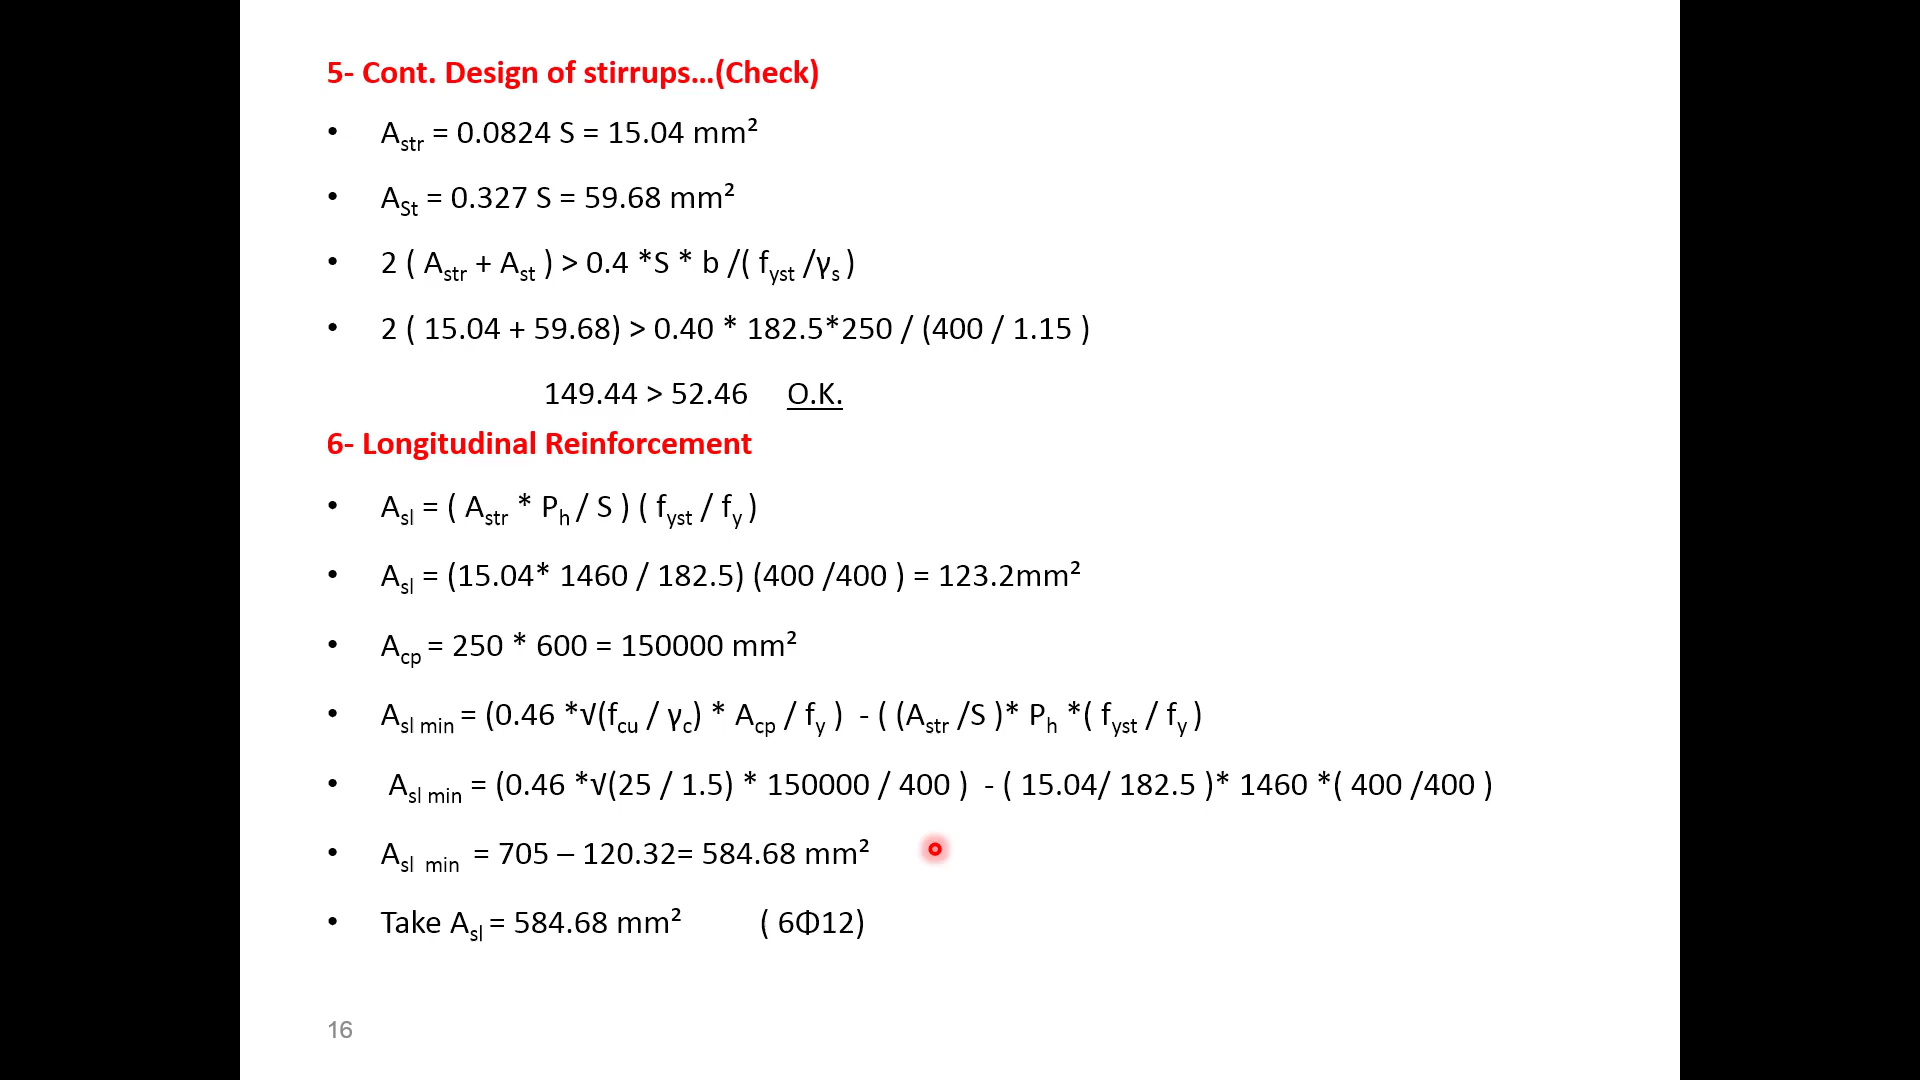 5- Cont. Design of stirrups...(Check)
• Astr = 0.0824 S = 15.04 mm²
• ASt = 0.327 S = 59.68 mm²
• 2 ( Astr + Ast ) > 0.4 *S * b /( fyst /γs )
• 2 ( 15.04 + 59.68) > 0.40 * 182.5*250 / (400 / 1.15 )
149.44 > 52.46 O.K.
6- Longitudinal Reinforcement
• Asl = ( Astr * Ph / S ) ( fyst / fy )
• Asl = (15.04* 1460 / 182.5) (400 /400 ) = 123.2mm²
• Acp = 250 * 600 = 150000 mm²
• Asl min = (0.46 *√(fcu / γc) * Acp / fy ) - ( (Astr /S )* Ph *( fyst / fy )
• Asl min = (0.46 *√(25 / 1.5) * 150000 / 400 ) - ( 15.04/ 182.5 )* 1460 *( 400 /400 )
• Asl min = 705 – 120.32= 584.68 mm²
• Take Asl = 584.68 mm² ( 6Φ12)
16